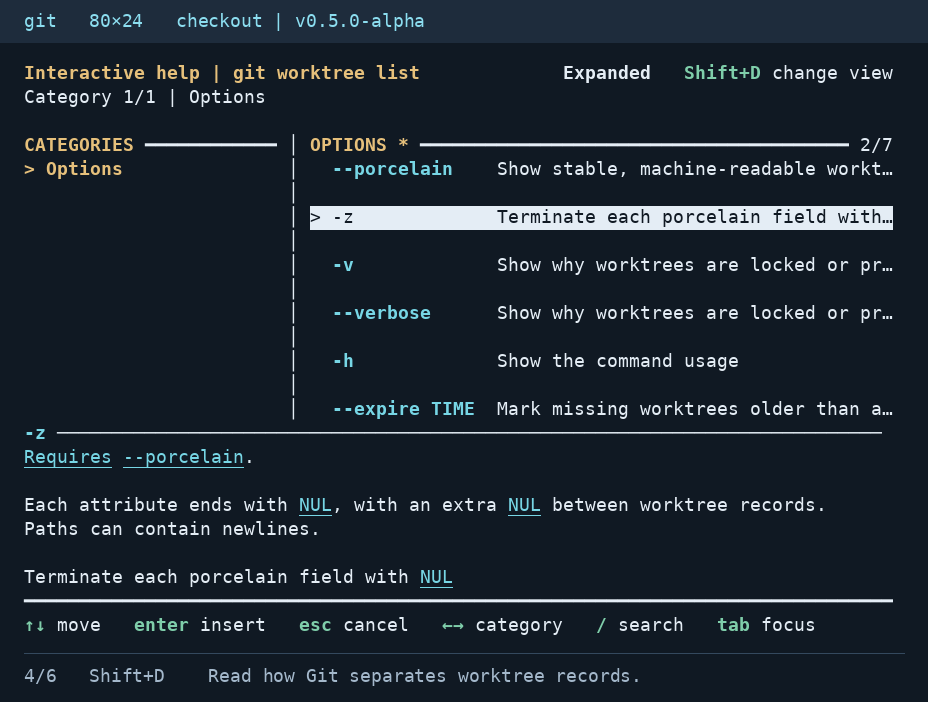 git   80×24   checkout | v0.5.0-alpha
Interactive help | git worktree list             Expanded   Shift+D change view
Category 1/1 | Options
CATEGORIES │ OPTIONS * 2/7
> Options │   --porcelain    Show stable, machine-readable workt…
│ > -z             Terminate each porcelain field with…
│   -v             Show why worktrees are locked or pr…
│   --verbose      Show why worktrees are locked or pr…
│   -h             Show the command usage
│   --expire TIME  Mark missing worktrees older than a…
-z
Requires --porcelain.
Each attribute ends with NUL, with an extra NUL between worktree records.
Paths can contain newlines.
Terminate each porcelain field with NUL
↑↓ move   enter insert   esc cancel   ←→ category   / search   tab focus
4/6   Shift+D    Read how Git separates worktree records.